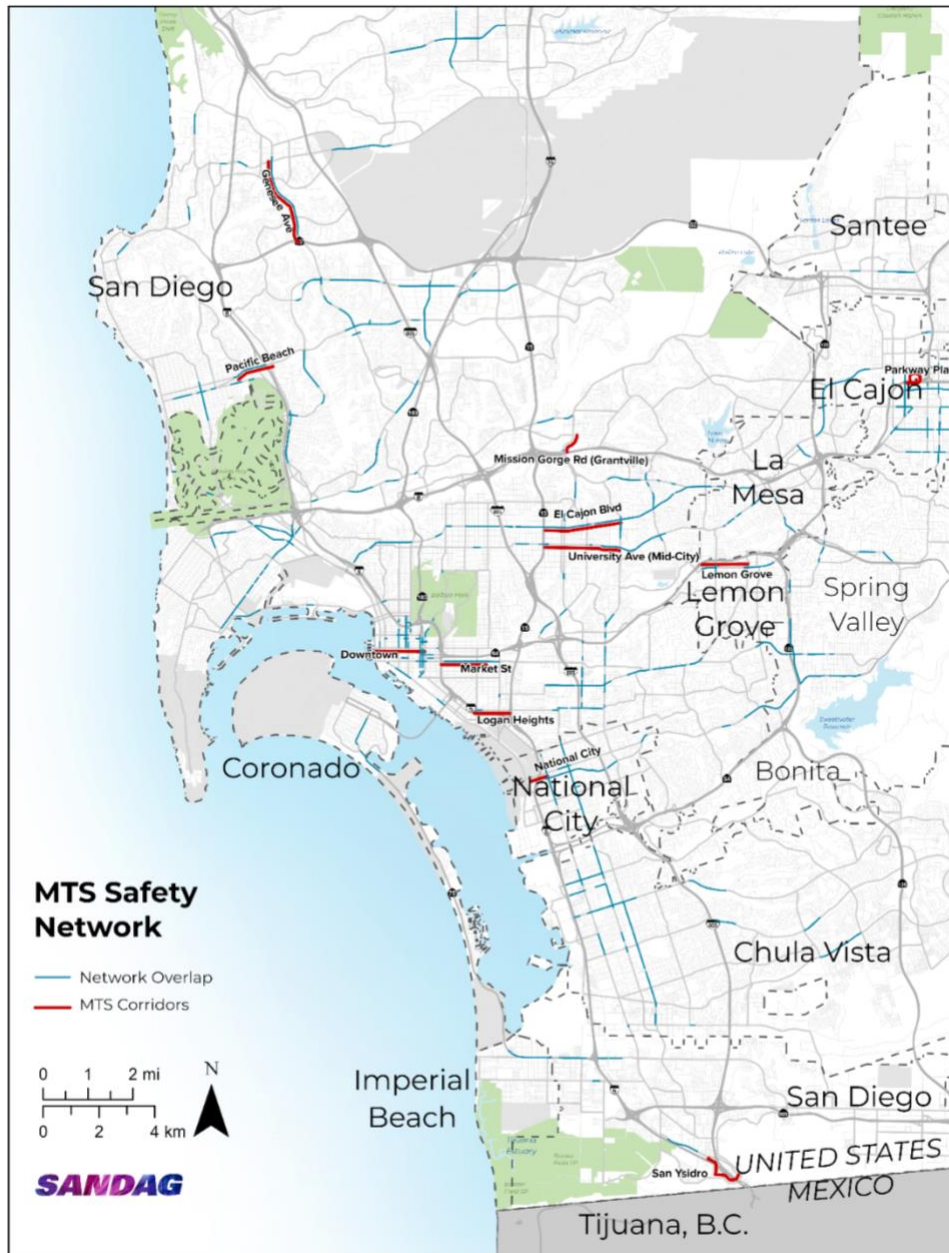 Santee
Genesee Ave
San Diego
Pacific Beach
Parkway Pla
El Cajon
Mission Gorge Rd (Grantville)
La
Mesa
El Cajon Blvd
University Ave (Mid-City)
Lemon Grove
Lemon
Grove
Spring
Valley
Downtown
Market St
Logan Heights
Coronado
National City
National
City
Bonita
Sweetwater
Reservoir
MTS Safety
Network
Network Overlap
MTS Corridors
Chula Vista
0 1 2 mi
0 2 4 km
N
SANDAG
Imperial
Beach
San Diego
San Ysidro
UNITED STATES
MEXICO
Tijuana, B.C.